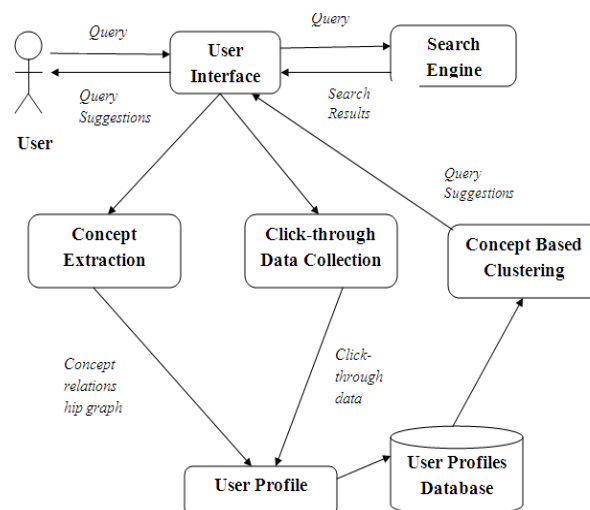 Query
Query
User
Interface
Search
Engine
Query
Suggestions
Search
Results
User
Query
Suggestions
Concept
Extraction
Click-through
Data Collection
Concept Based
Clustering
Concept
relations
hip graph
Click-
through
data
User Profile
User Profiles
Database